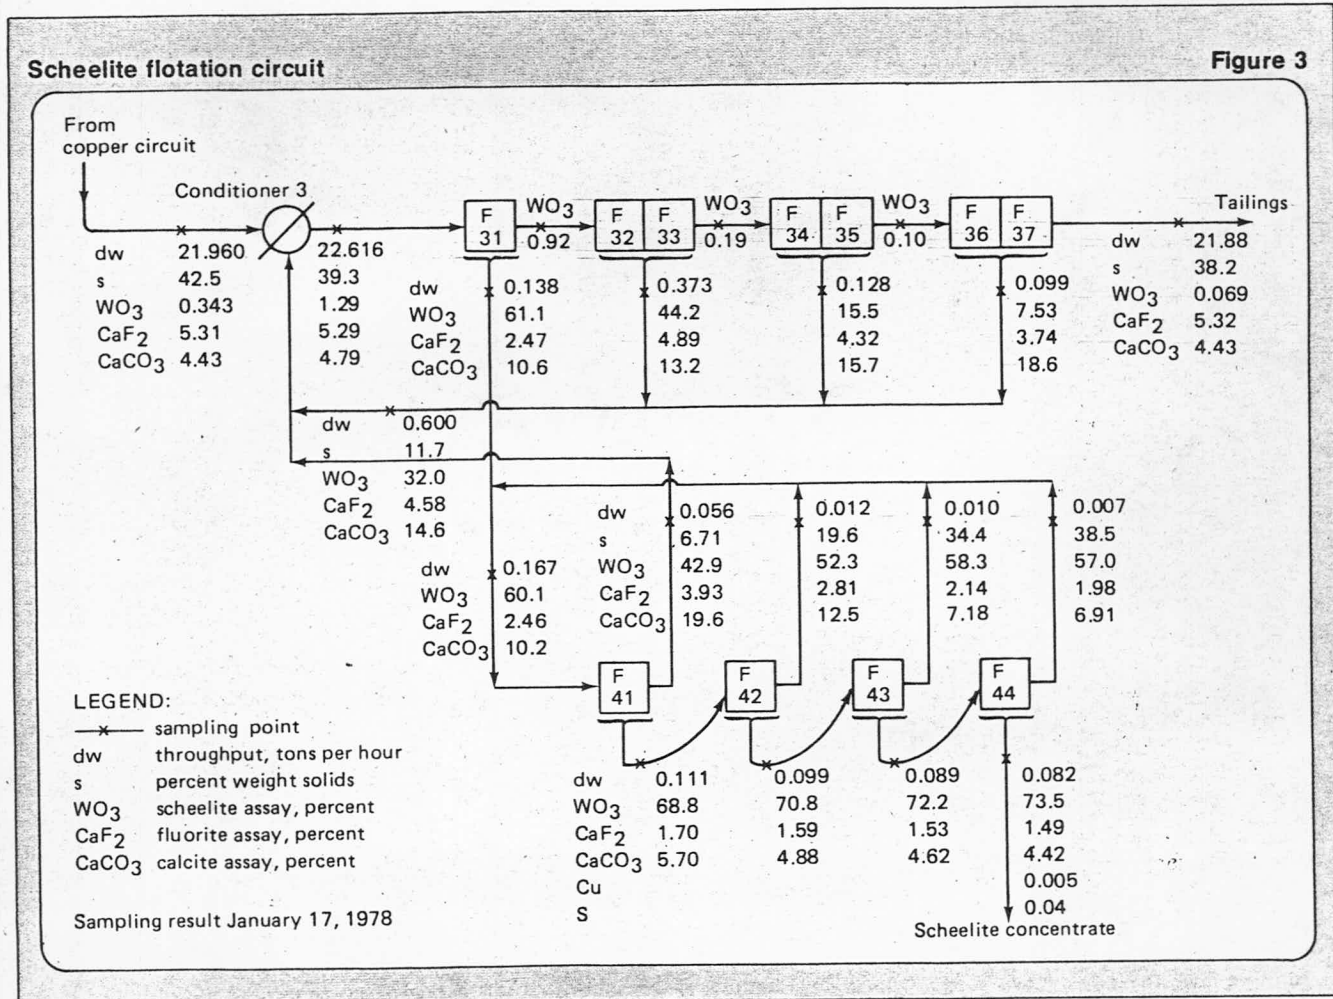 Scheelite flotation circuit
Figure 3
From
copper circuit
Conditioner 3
F
31
WO3
0.92
F F
32 33
WO3
0.19
F F
34 35
WO3
0.10
F F
36 37
Tailings
dw 21.960
s 42.5
WO3 0.343
CaF2 5.31
CaCO3 4.43
22.616
39.3
1.29
5.29
4.79
dw 0.138
WO3 61.1
CaF2 2.47
CaCO3 10.6
0.373
44.2
4.89
13.2
0.128
15.5
4.32
15.7
0.099
7.53
3.74
18.6
dw 21.88
s 38.2
WO3 0.069
CaF2 5.32
CaCO3 4.43
dw 0.600
s 11.7
WO3 32.0
CaF2 4.58
CaCO3 14.6
dw 0.056
s 6.71
WO3 42.9
CaF2 3.93
CaCO3 19.6
0.012
19.6
52.3
2.81
12.5
0.010
34.4
58.3
2.14
7.18
0.007
38.5
57.0
1.98
6.91
dw 0.167
WO3 60.1
CaF2 2.46
CaCO3 10.2
F
41
F
42
F
43
F
44
dw 0.111
WO3 68.8
CaF2 1.70
CaCO3 5.70
Cu
S
0.099
70.8
1.59
4.88
0.089
72.2
1.53
4.62
0.082
73.5
1.49
4.42
0.005
0.04
Scheelite concentrate
LEGEND:
x sampling point
dw throughput, tons per hour
s percent weight solids
WO3 scheelite assay, percent
CaF2 fluorite assay, percent
CaCO3 calcite assay, percent
Sampling result January 17, 1978